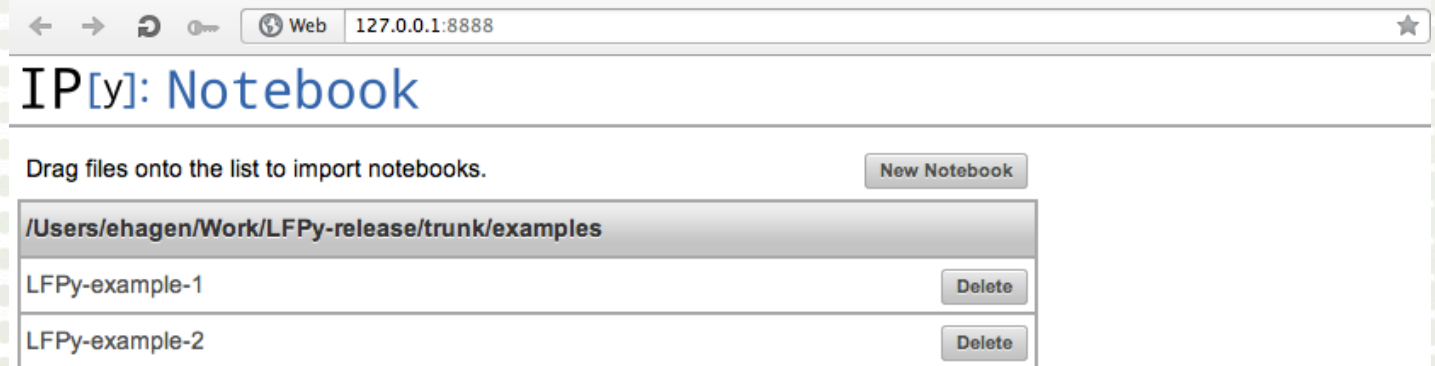 Web 127.0.0.1:8888
IP[y]: Notebook
Drag files onto the list to import notebooks. New Notebook
/Users/ehagen/Work/LFPy-release/trunk/examples
LFPy-example-1 Delete
LFPy-example-2 Delete